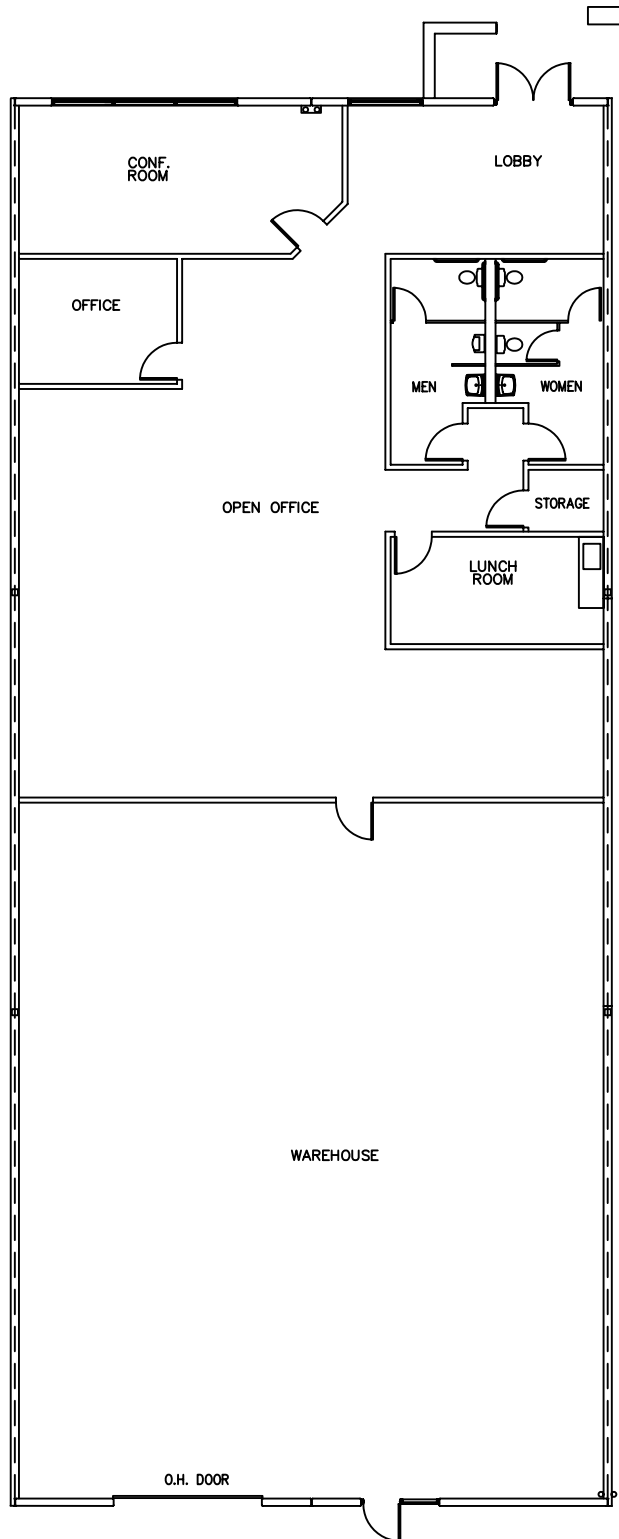 CONF.
ROOM
LOBBY
OFFICE
MEN
WOMEN
OPEN OFFICE
STORAGE
LUNCH
ROOM
WAREHOUSE
O.H. DOOR